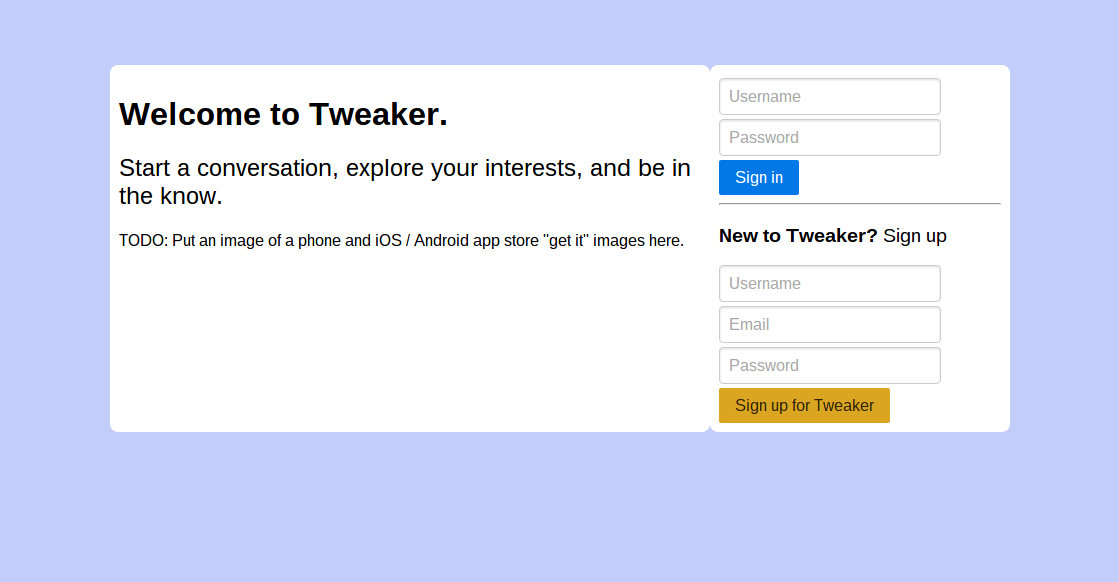 Welcome to Tweaker.
Start a conversation, explore your interests, and be in
the know.
TODO: Put an image of a phone and iOS / Android app store "get it" images here.
Username
Password
Sign in
New to Tweaker? Sign up
Username
Email
Password
Sign up for Tweaker